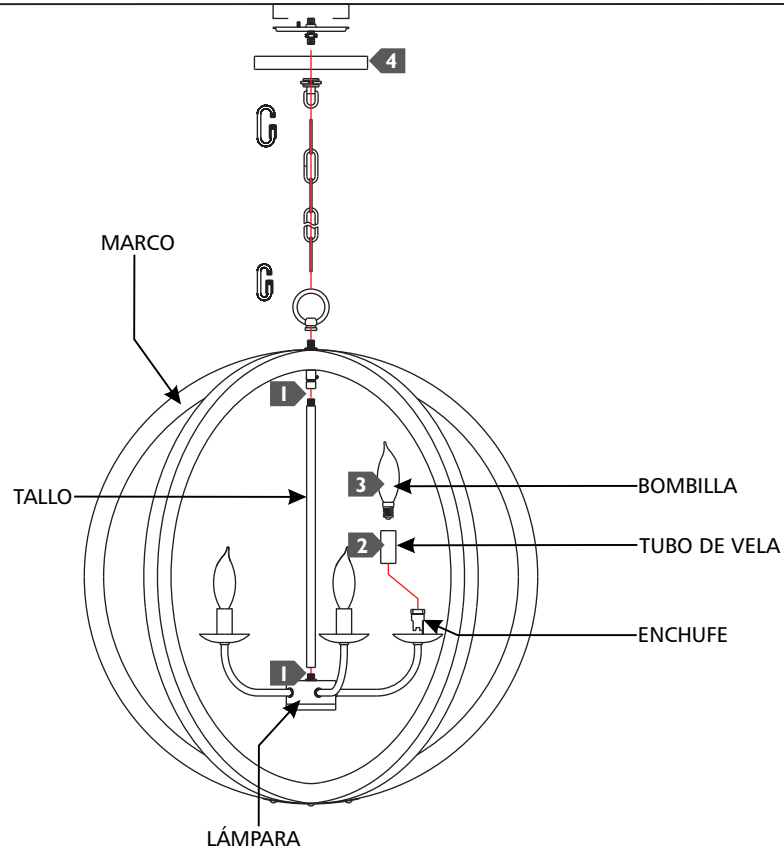 4
MARCO
1
3
BOMBILLA
TALLO
2
TUBO DE VELA
ENCHUFE
1
LÁMPARA